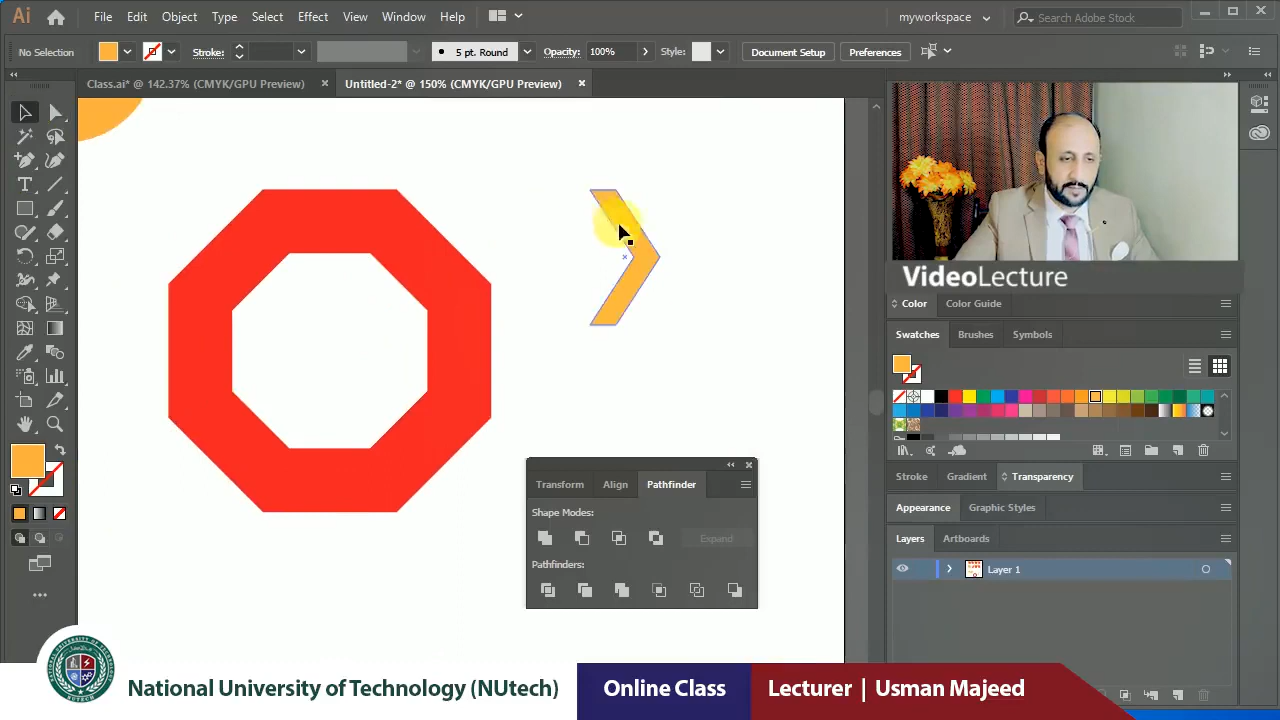 Ai File Edit Object Type Select Effect View Window Help myworkspace Search Adobe Stock
No Selection Stroke: 5 pt. Round Opacity: 100% Style: Document Setup Preferences
Class.ai* @ 142.37% (CMYK/GPU Preview) Untitled-2* @ 150% (CMYK/GPU Preview)
VideoLecture
Color Color Guide
Swatches Brushes Symbols
Stroke Gradient Transparency
Appearance Graphic Styles
Layers Artboards
Layer 1
Transform Align Pathfinder
Shape Modes:
Expand
Pathfinders:
National University of Technology (NUtech) Online Class Lecturer | Usman Majeed